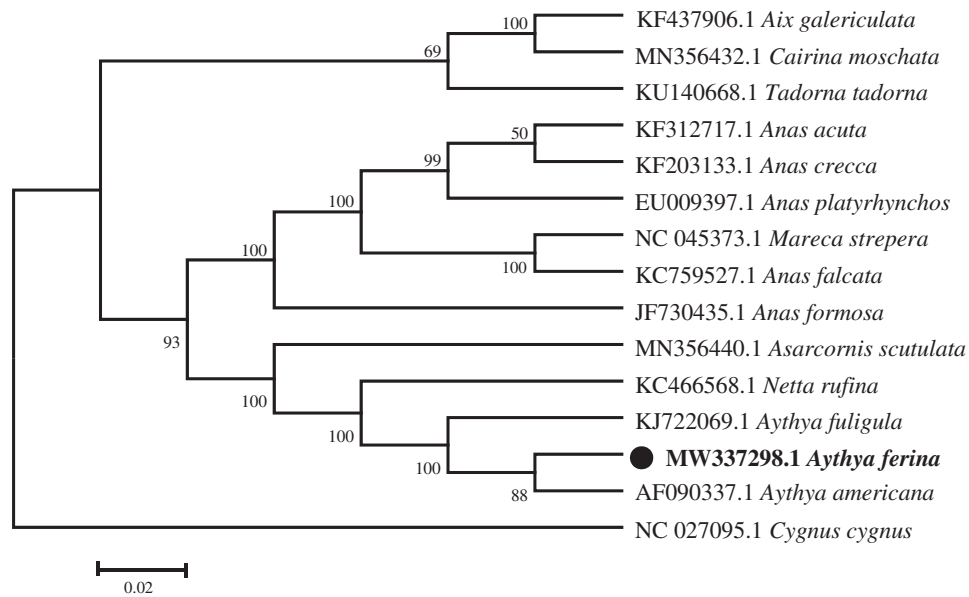 100
KF437906.1 Aix galericulata
69
MN356432.1 Cairina moschata
KU140668.1 Tadorna tadorna
50
KF312717.1 Anas acuta
99
KF203133.1 Anas crecca
100
EU009397.1 Anas platyrhynchos
100
NC 045373.1 Mareca strepera
100
KC759527.1 Anas falcata
JF730435.1 Anas formosa
93
MN356440.1 Asarcornis scutulata
100
KC466568.1 Netta rufina
100
KJ722069.1 Aythya fuligula
100
MW337298.1 Aythya ferina
88
AF090337.1 Aythya americana
NC 027095.1 Cygnus cygnus
0.02